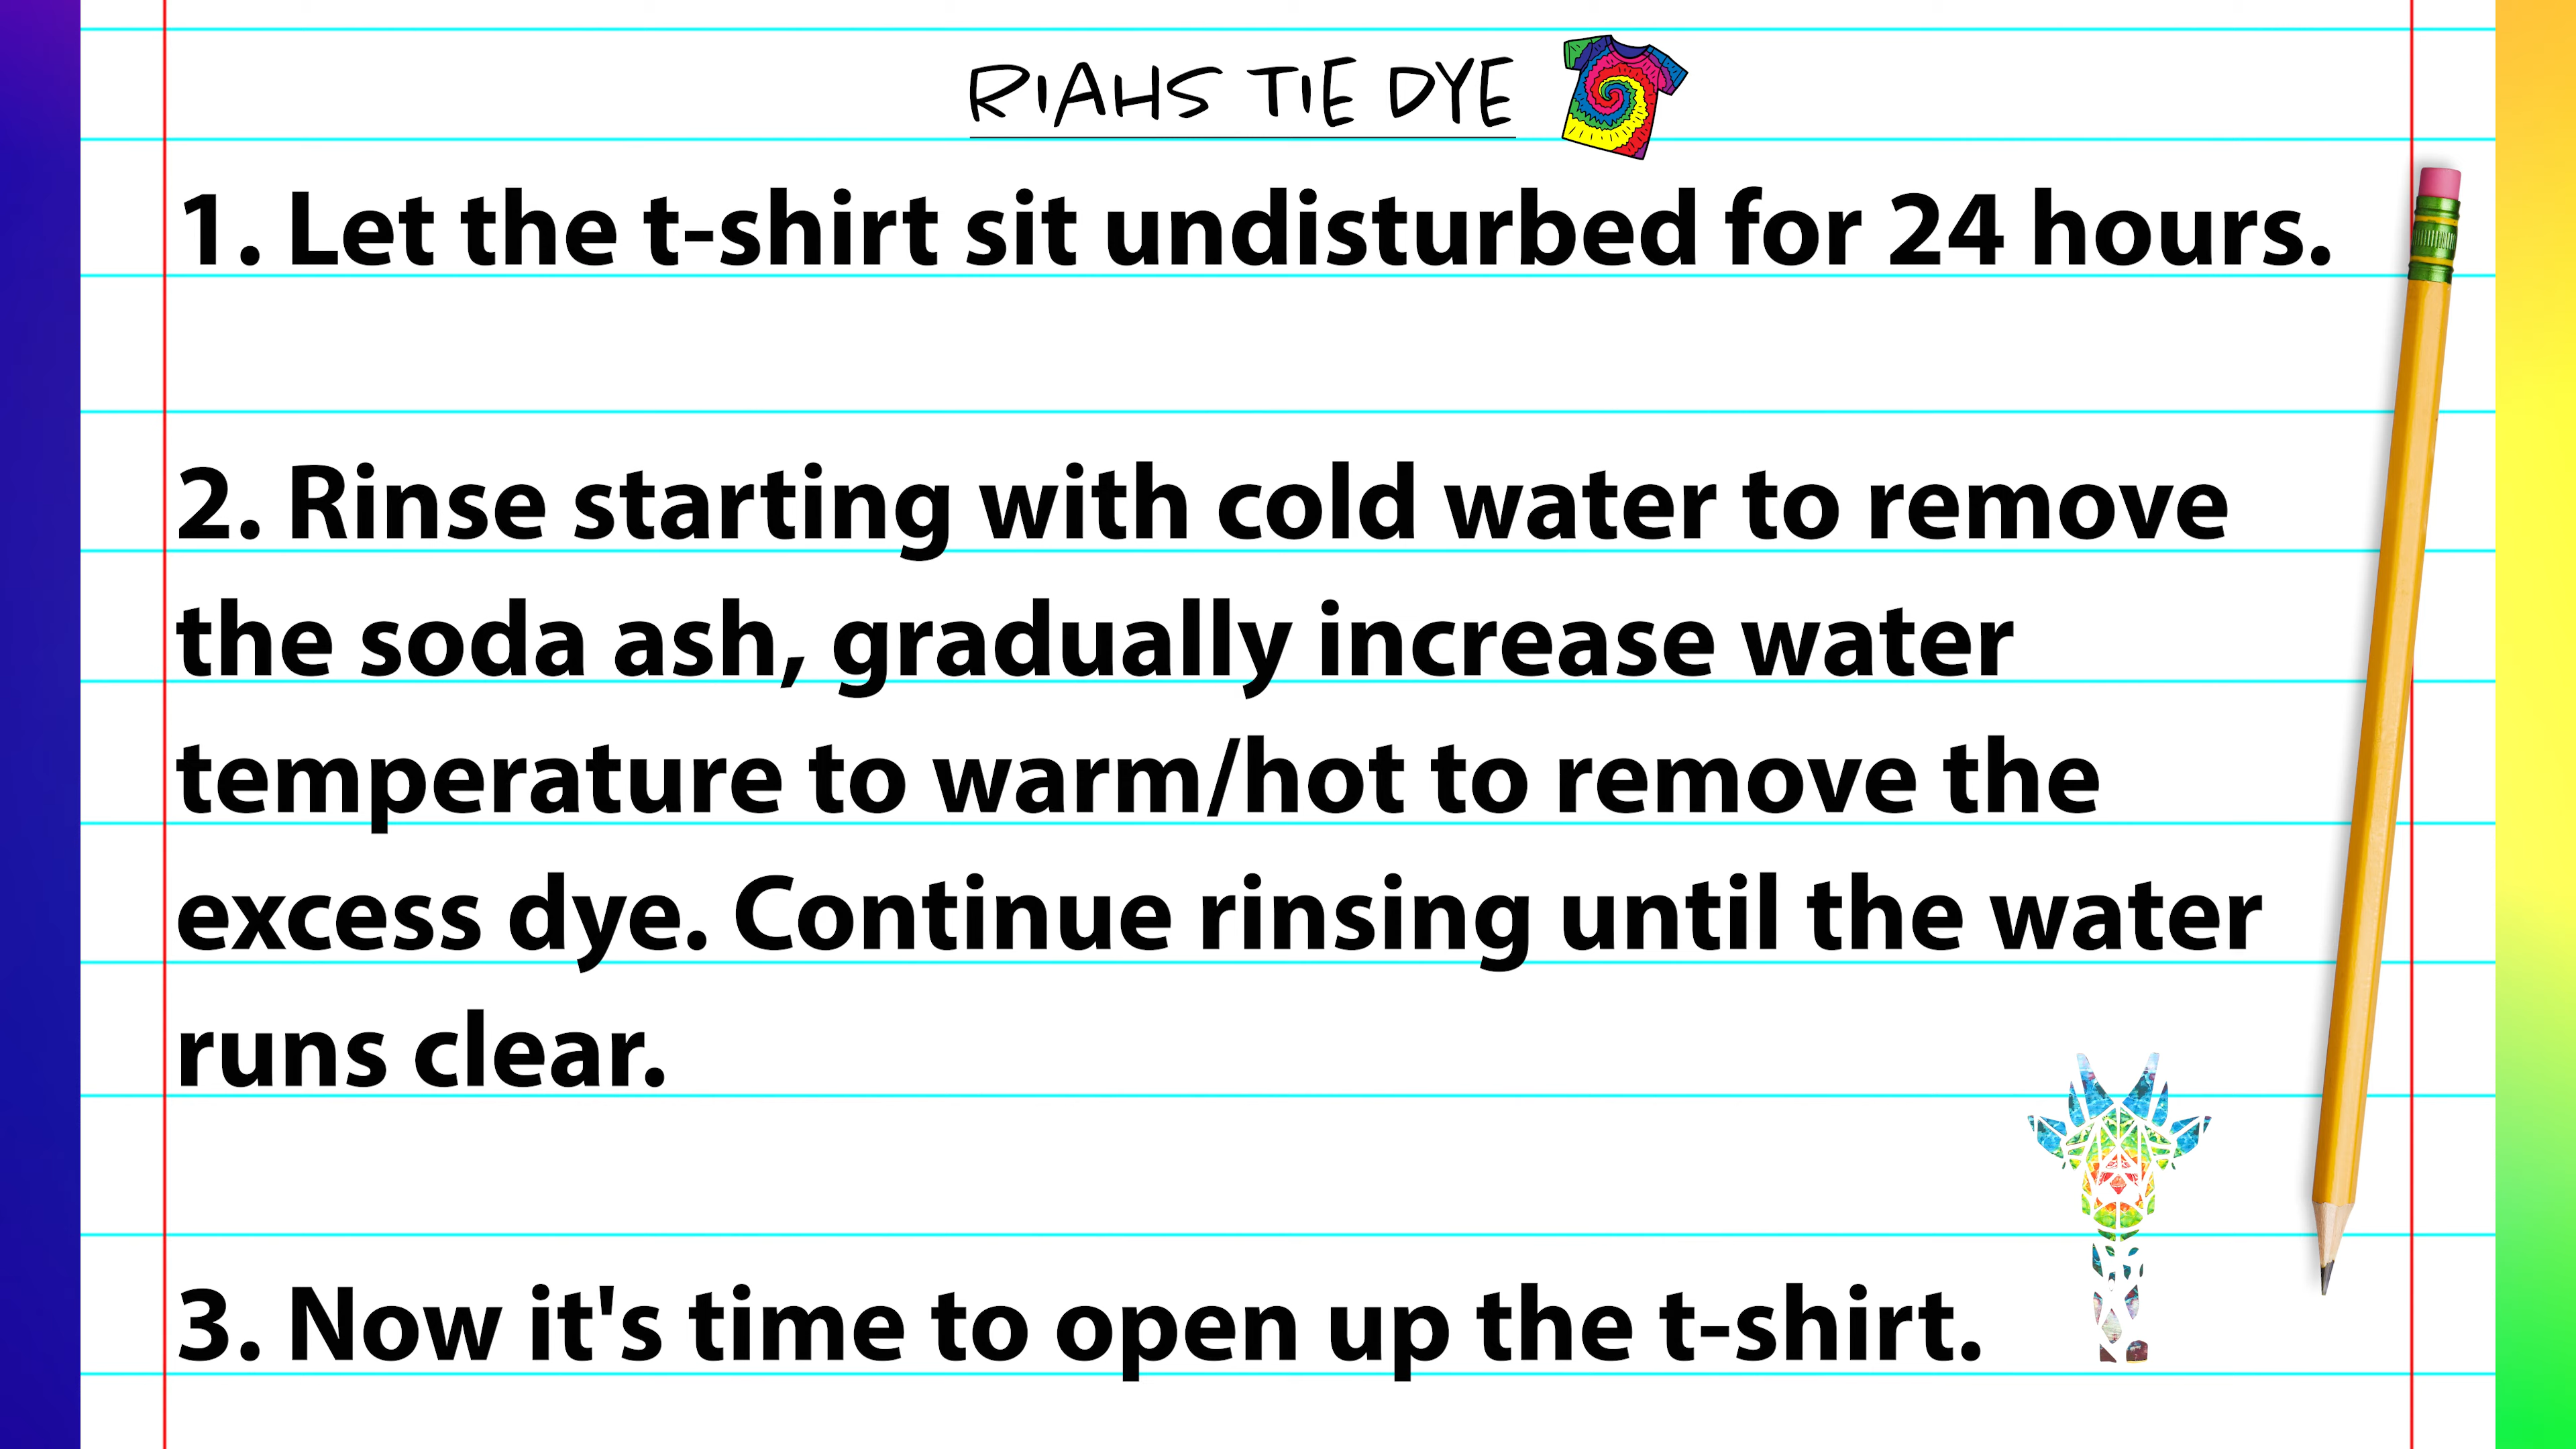 RIAHS TIE DYE
1. Let the t-shirt sit undisturbed for 24 hours.
2. Rinse starting with cold water to remove
the soda ash, gradually increase water
temperature to warm/hot to remove the
excess dye. Continue rinsing until the water
runs clear.
3. Now it's time to open up the t-shirt.